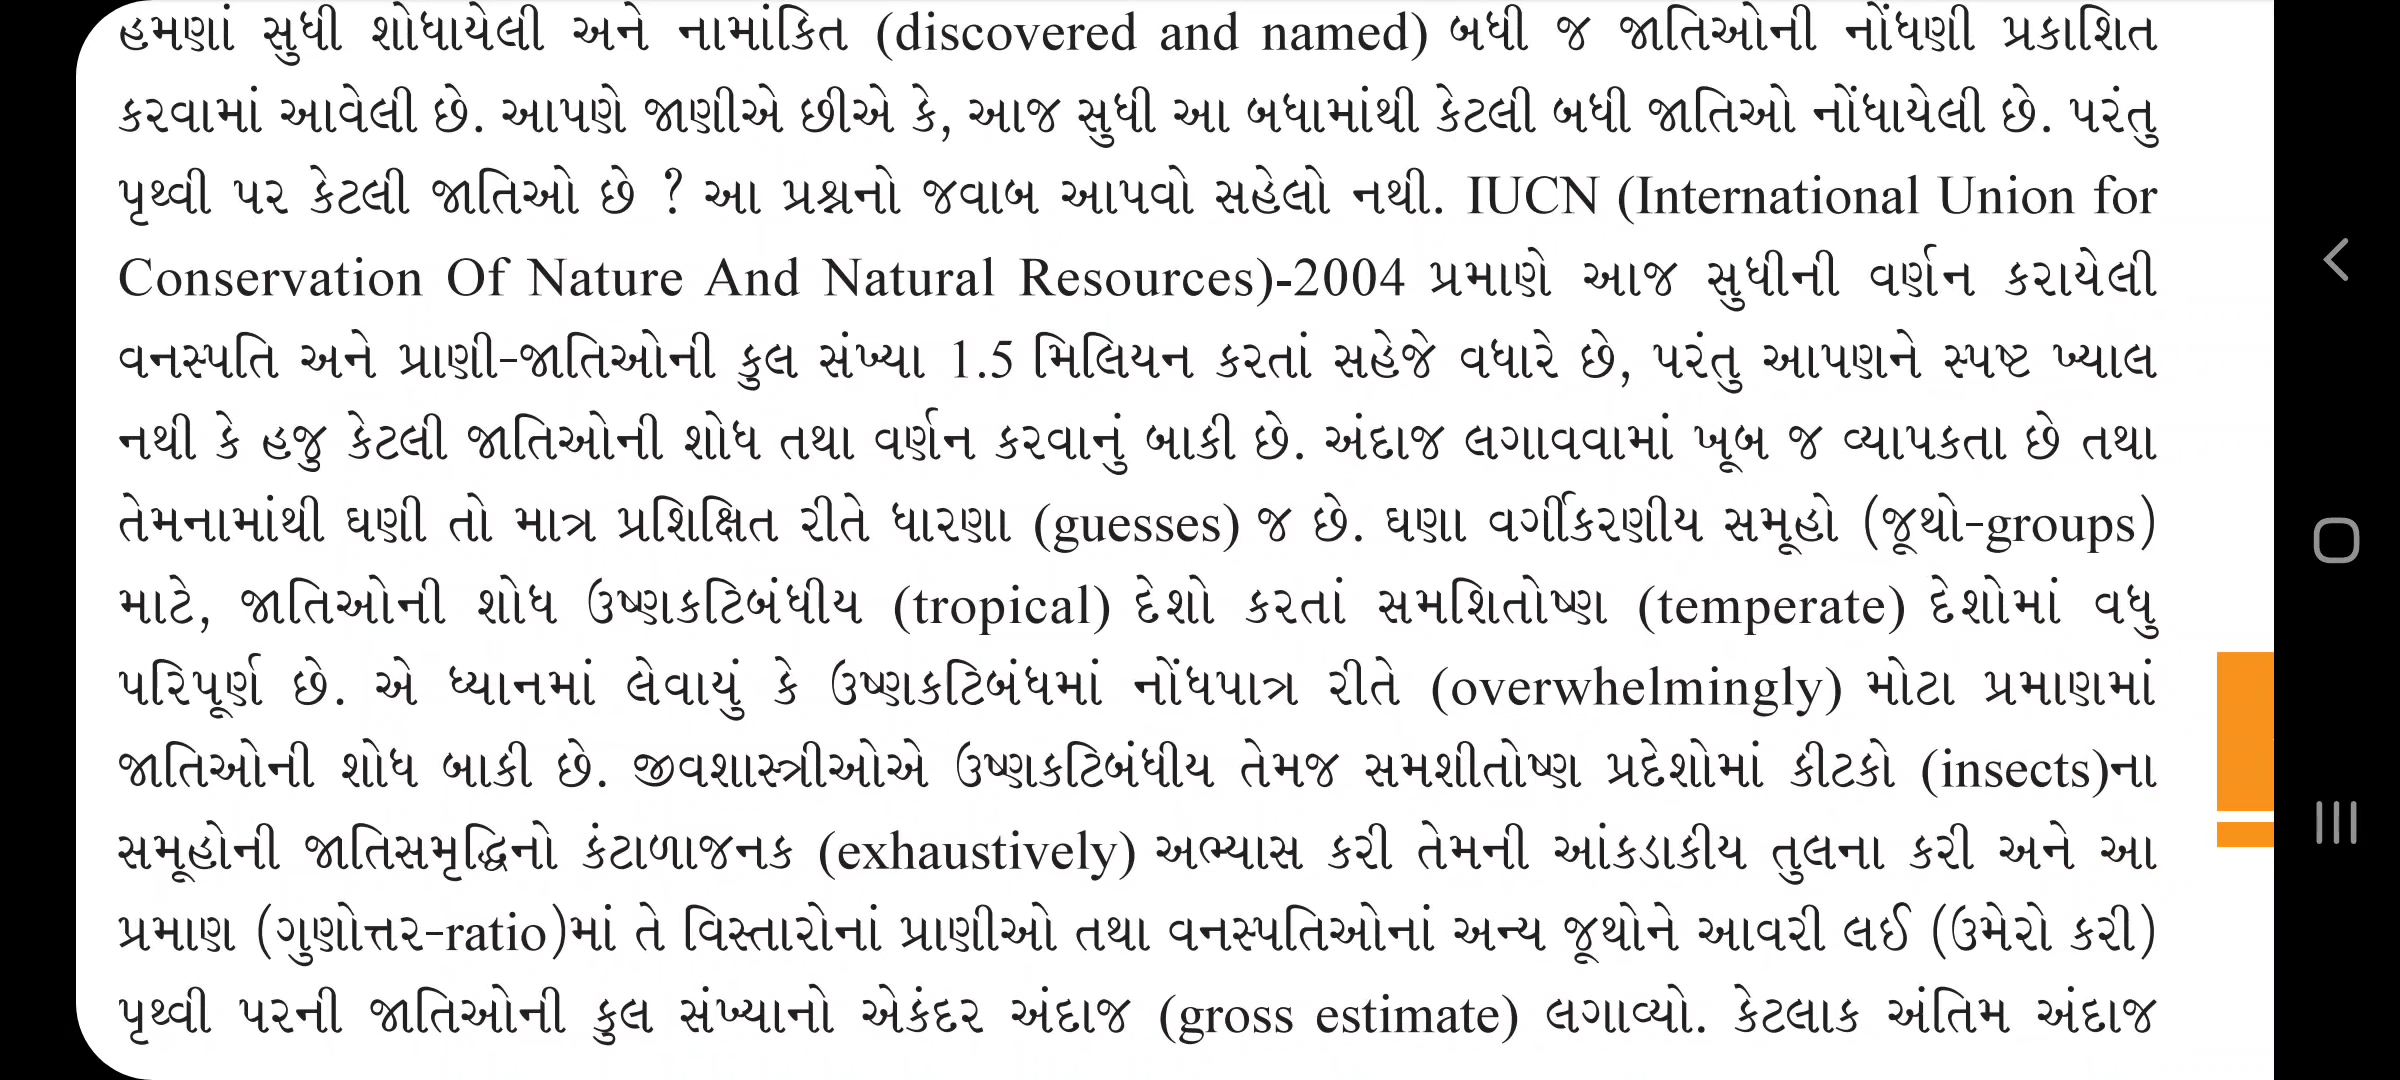 હમણાં સુધી શોધાયેલી અને નામાંકિત (discovered and named) બધી જ જાતિઓની નોંધણી પ્રકાશિત
કરવામાં આવેલી છે. આપણે જાણીએ છીએ કે, આજ સુધી આ બધામાંથી કેટલી બધી જાતિઓ નોંધાયેલી છે. પરંતુ
પૃથ્વી પર કેટલી જાતિઓ છે ? આ પ્રશ્નનો જવાબ આપવો સહેલો નથી. IUCN (International Union for
Conservation Of Nature And Natural Resources)-2004 પ્રમાણે આજ સુધીની વર્ણન કરાયેલી
વનસ્પતિ અને પ્રાણી-જાતિઓની કુલ સંખ્યા 1.5 મિલિયન કરતાં સહેજે વધારે છે, પરંતુ આપણને સ્પષ્ટ ખ્યાલ
નથી કે હજુ કેટલી જાતિઓની શોધ તથા વર્ણન કરવાનું બાકી છે. અંદાજ લગાવવામાં ખૂબ જ વ્યાપકતા છે તથા
તેમનામાંથી ઘણી તો માત્ર પ્રશિક્ષિત રીતે ધારણા (guesses) જ છે. ઘણા વર્ગીકરણીય સમૂહો (જૂથો-groups)
માટે, જાતિઓની શોધ ઉષ્ણકટિબંધીય (tropical) દેશો કરતાં સમશિતોષ્ણ (temperate) દેશોમાં વધુ
પરિપૂર્ણ છે. એ ધ્યાનમાં લેવાયું કે ઉષ્ણકટિબંધમાં નોંધપાત્ર રીતે (overwhelmingly) મોટા પ્રમાણમાં
જાતિઓની શોધ બાકી છે. જીવશાસ્ત્રીઓએ ઉષ્ણકટિબંધીય તેમજ સમશીતોષ્ણ પ્રદેશોમાં કીટકો (insects)ના
સમૂહોની જાતિસમૃદ્ધિનો કંટાળાજનક (exhaustively) અભ્યાસ કરી તેમની આંકડાકીય તુલના કરી અને આ
પ્રમાણ (ગુણોત્તર-ratio)માં તે વિસ્તારોનાં પ્રાણીઓ તથા વનસ્પતિઓનાં અન્ય જૂથોને આવરી લઈ (ઉમેરો કરી)
પૃથ્વી પરની જાતિઓની કુલ સંખ્યાનો એકંદર અંદાજ (gross estimate) લગાવ્યો. કેટલાક અંતિમ અંદાજ